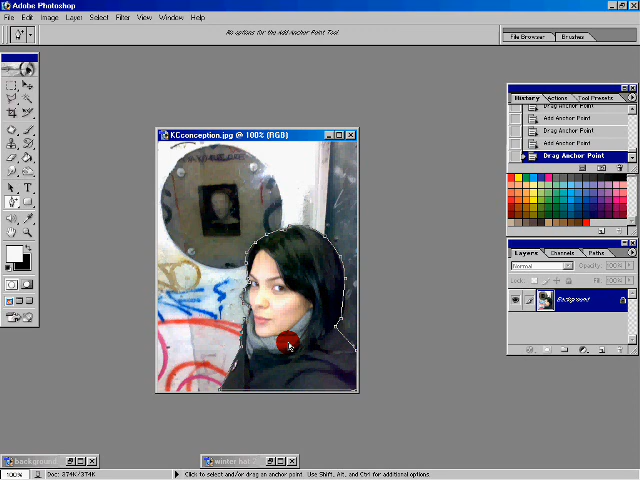 Adobe Photoshop
File Edit Image Layer Select Filter View Window Help
No options for the Add Anchor Point Tool.
File Browser Brushes
KCconception.jpg @ 100% (RGB)
History Actions Tool Presets
Drag Anchor Point
Add Anchor Point
Drag Anchor Point
Add Anchor Point
Drag Anchor Point
Layers Channels Paths
Normal Opacity: 100%
Lock: Fill: 100%
Background
T
background
winter hat
100% Doc: 374K/374K Click to select and/or drag an anchor point. Use Shift, Alt, and Ctrl for additional options.